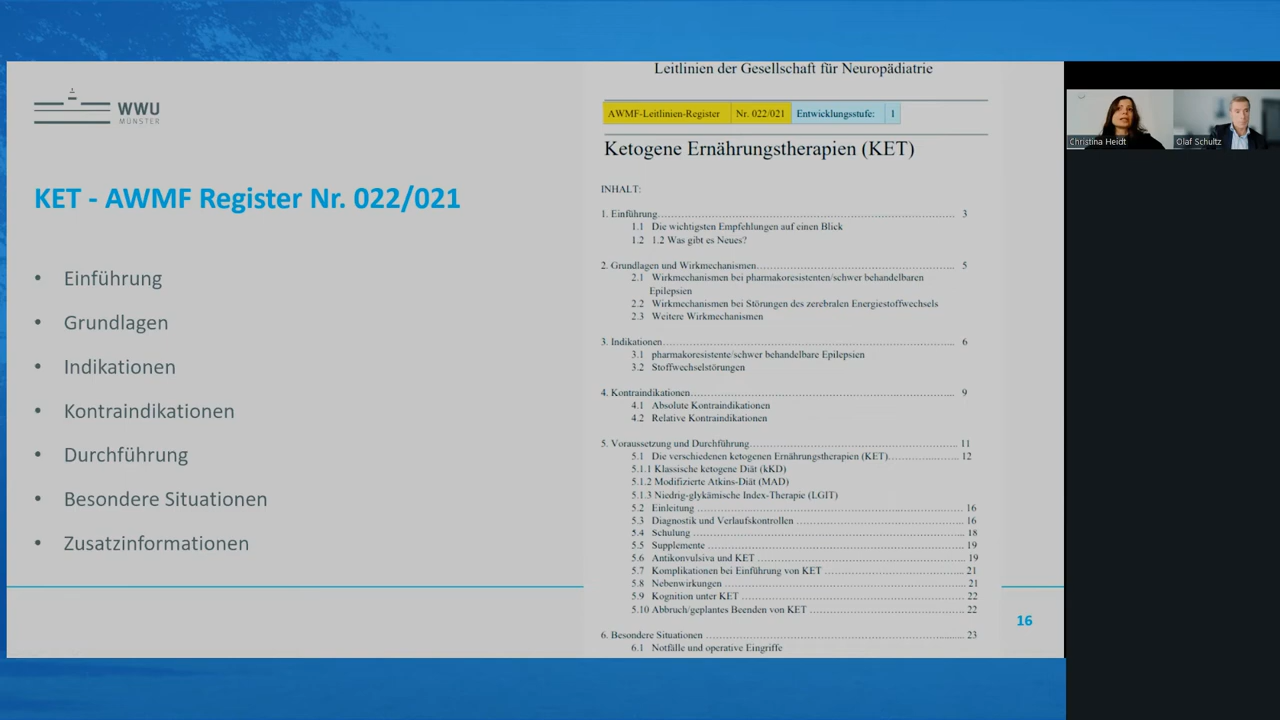 WWU
MÜNSTER
KET - AWMF Register Nr. 022/021
• Einführung
• Grundlagen
• Indikationen
• Kontraindikationen
• Durchführung
• Besondere Situationen
• Zusatzinformationen
Leitlinien der Gesellschaft für Neuropädiatrie
AWMF-Leitlinien-Register Nr. 022/021 Entwicklungsstufe: 1
Ketogene Ernährungstherapien (KET)
INHALT:
1. Einführung 3
1.1 Die wichtigsten Empfehlungen auf einen Blick
1.2 1.2 Was gibt es Neues?
2. Grundlagen und Wirkmechanismen 5
2.1 Wirkmechanismen bei pharmakoresistenten/schwer behandelbaren
Epilepsien
2.2 Wirkmechanismen bei Störungen des zerebralen Energiestoffwechsels
2.3 Weitere Wirkmechanismen
3. Indikationen 6
3.1 pharmakoresistente/schwer behandelbare Epilepsien
3.2 Stoffwechselstörungen
4. Kontraindikationen 9
4.1 Absolute Kontraindikationen
4.2 Relative Kontraindikationen
5. Voraussetzung und Durchführung 11
5.1 Die verschiedenen ketogenen Ernährungstherapien (KET) 12
5.1.1 Klassische ketogene Diät (kKD)
5.1.2 Modifizierte Atkins-Diät (MAD)
5.1.3 Niedrig-glykämische Index-Therapie (LGIT)
5.2 Einleitung 16
5.3 Diagnostik und Verlaufskontrollen 16
5.4 Schulung 18
5.5 Supplemente 19
5.6 Antikonvulsiva und KET 19
5.7 Komplikationen bei Einführung von KET 21
5.8 Nebenwirkungen 21
5.9 Kognition unter KET 22
5.10 Abbruch/geplantes Beenden von KET 22
6. Besondere Situationen 23
6.1 Notfälle und operative Eingriffe
16
Christina Heidt
Olaf Schultz